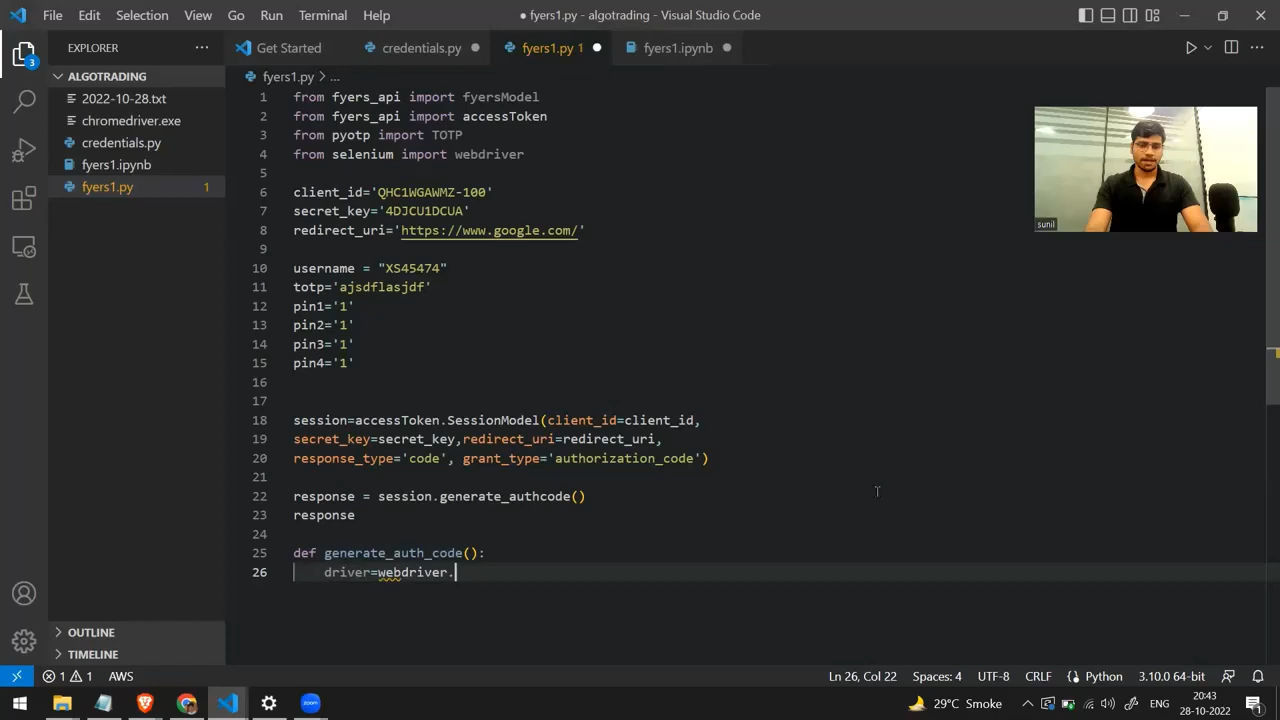 File Edit Selection View Go Run Terminal Help
● fyers1.py - algotrading - Visual Studio Code
EXPLORER
Get Started
credentials.py
fyers1.py 1
fyers1.ipynb
ALGOTRADING
2022-10-28.txt
chromedriver.exe
credentials.py
fyers1.ipynb
fyers1.py 1
3
OUTLINE
TIMELINE
fyers1.py > ...
1 from fyers_api import fyersModel
2 from fyers_api import accessToken
3 from pyotp import TOTP
4 from selenium import webdriver
5
6 client_id='QHC1WGAWMZ-100'
7 secret_key='4DJCU1DCUA'
8 redirect_uri='https://www.google.com/'
9
10 username = "XS45474"
11 totp='ajsdflasjdf'
12 pin1='1'
13 pin2='1'
14 pin3='1'
15 pin4='1'
16
17
18 session=accessToken.SessionModel(client_id=client_id,
19 secret_key=secret_key,redirect_uri=redirect_uri,
20 response_type='code', grant_type='authorization_code')
21
22 response = session.generate_authcode()
23 response
24
25 def generate_auth_code():
26 driver=webdriver.
sunil
1 1 AWS
Ln 26, Col 22 Spaces: 4 UTF-8 CRLF Python 3.10.0 64-bit
zoom
29°C Smoke
ENG
20:43
28-10-2022
1